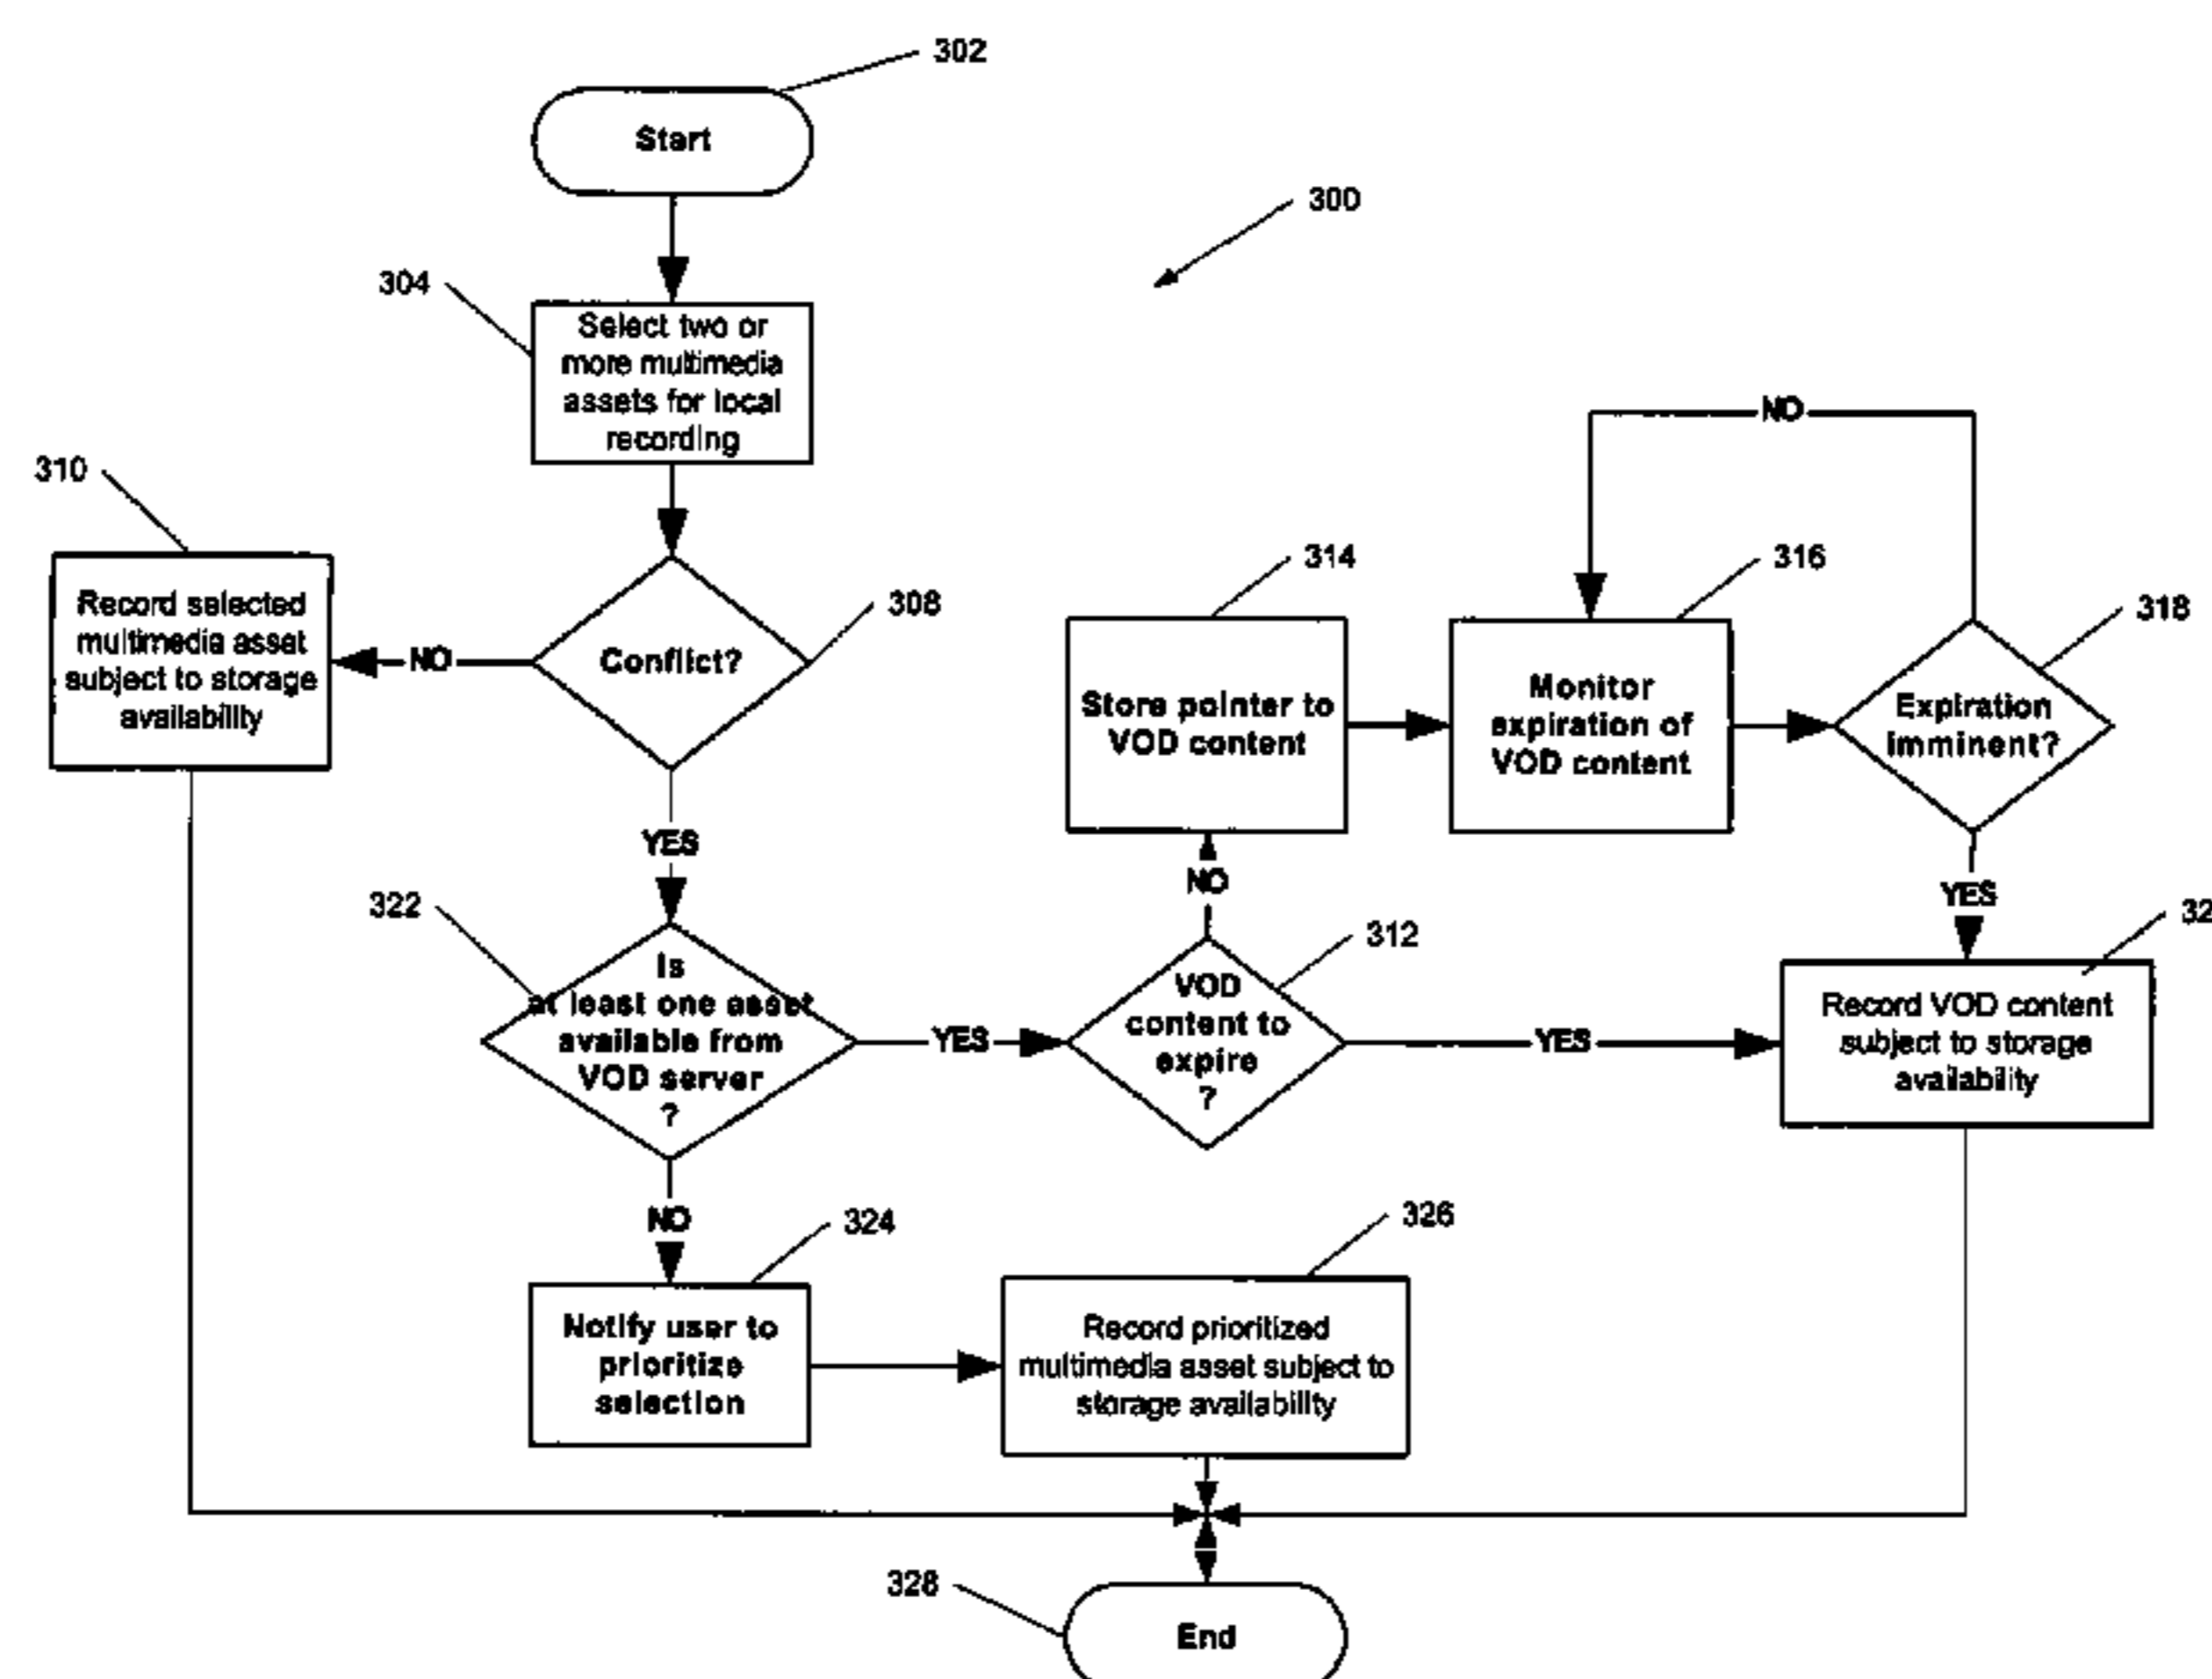 302
Start
300
304
Select two or
more multimedia
assets for local
recording
NO
310
314
316
318
308
Record selected
multimedia asset
subject to storage
availability
NO
Conflict?
Store pointer to
VOD content
Monitor
expiration of
VOD content
Expiration
imminent?
YES
NO
YES
322
312
32
Is
at least one asset
available from
VOD server
?
YES
VOD
content to
expire
?
YES
Record VOD content
subject to storage
availability
NO
324
326
Notify user to
prioritize
selection
Record prioritized
multimedia asset subject to
storage availability
328
End